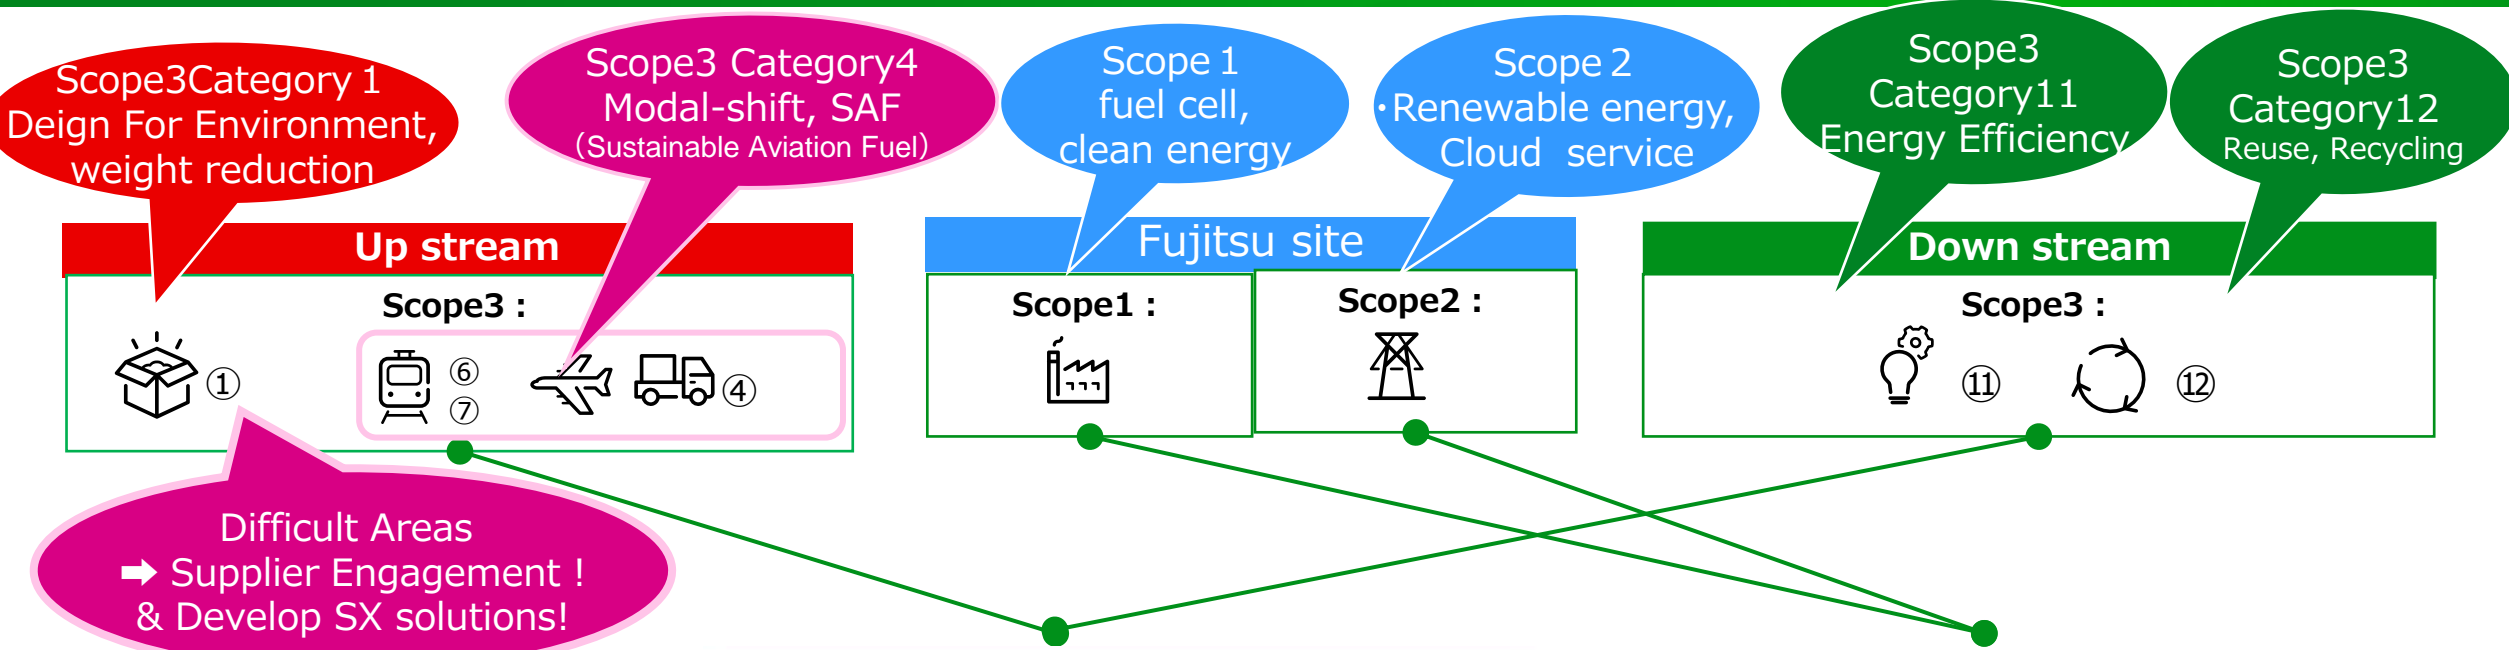 Scope3Category 1
Deign For Environment,
weight reduction
Scope3 Category4
Modal-shift, SAF
（Sustainable Aviation Fuel）
Scope 1
fuel cell,
clean energy
Scope 2
・Renewable energy,
Cloud service
Scope3
Category11
Energy Efficiency
Scope3
Category12
Reuse, Recycling
Up stream
Fujitsu site
Down stream
Scope3：
Scope1：
Scope2：
Scope3：
①
⑥
⑦
④
⑪
⑫
Difficult Areas
➡ Supplier Engagement !
& Develop SX solutions!